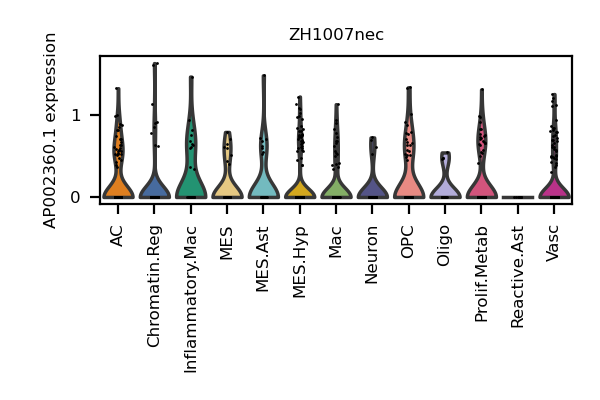 ZH1007nec
AP002360.1 expression
1
0
AC
Chromatin.Reg
Inflammatory.Mac
MES
MES.Ast
MES.Hyp
Mac
Neuron
OPC
Oligo
Prolif.Metab
Reactive.Ast
Vasc